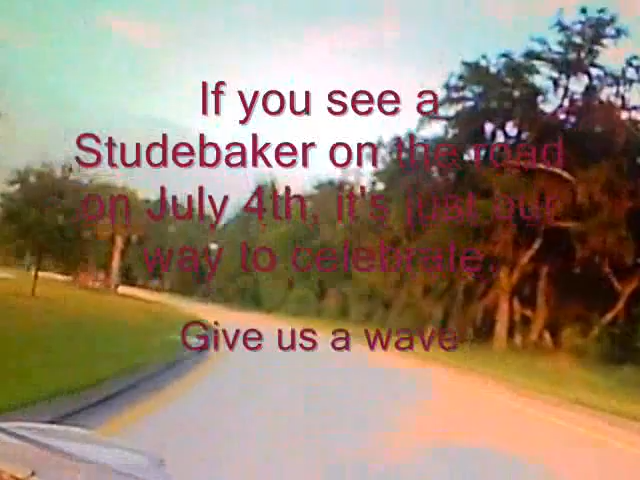 If you see a
Studebaker on the road
on July 4th, it's just our
way to celebrate.
Give us a wave